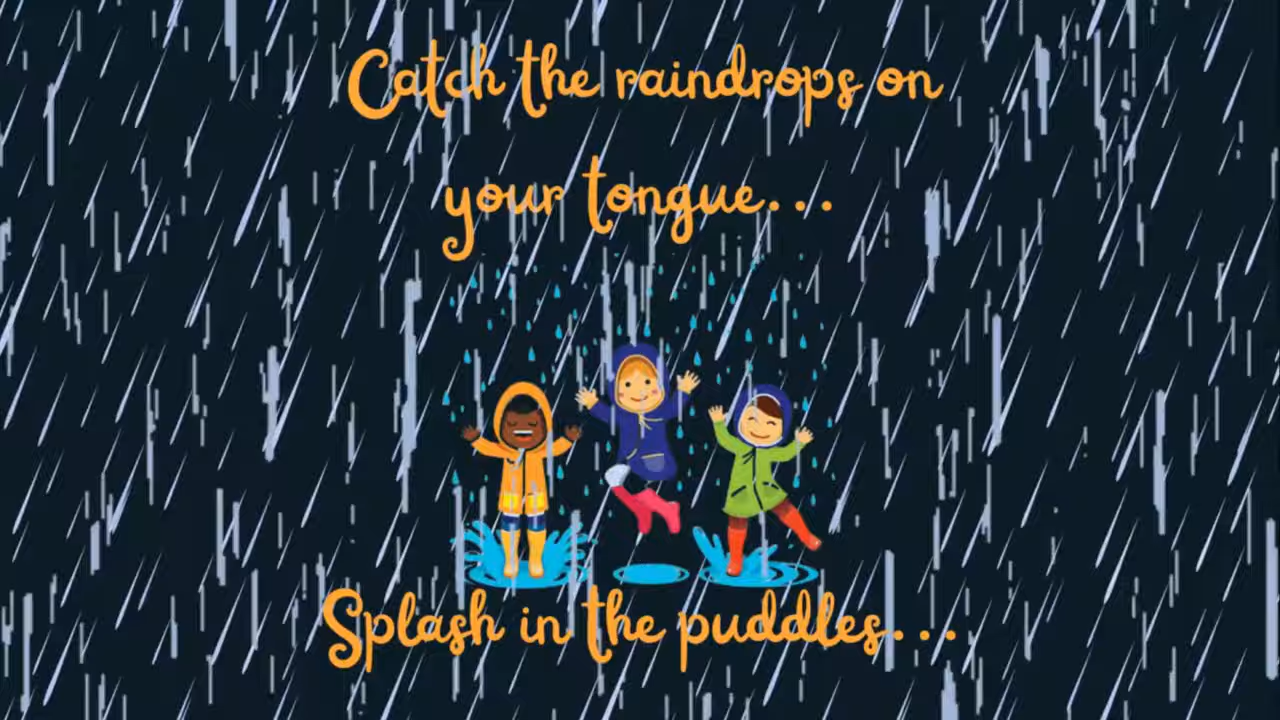 Catch the raindrops on
your tongue...
Splash in the puddles...